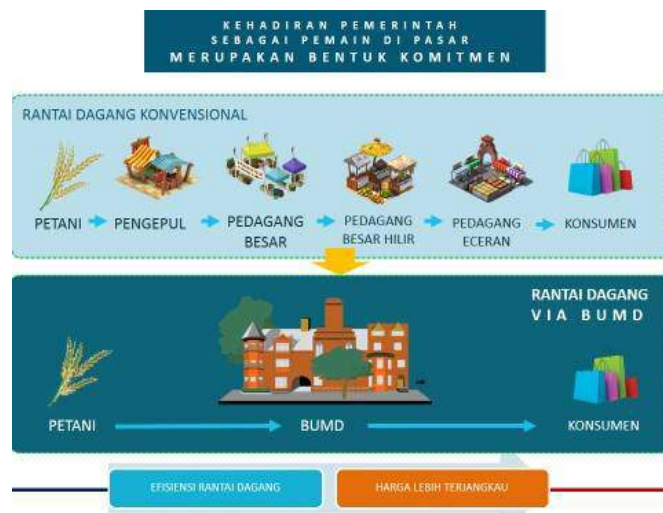 KEHADIRAN PEMERINTAH
SEBAGAI PEMAIN DI PASAR
MERUPAKAN BENTUK KOMITMEN
RANTAI DAGANG KONVENSIONAL
PETANI
PENGEPUL
PEDAGANG
BESAR
PEDAGANG
BESAR HILIR
PEDAGANG
ECERAN
KONSUMEN
RANTAI DAGANG
VIA BUMD
PETANI
BUMD
KONSUMEN
EFISIENSI RANTAI DAGANG
HARGA LEBIH TERJANGKAU